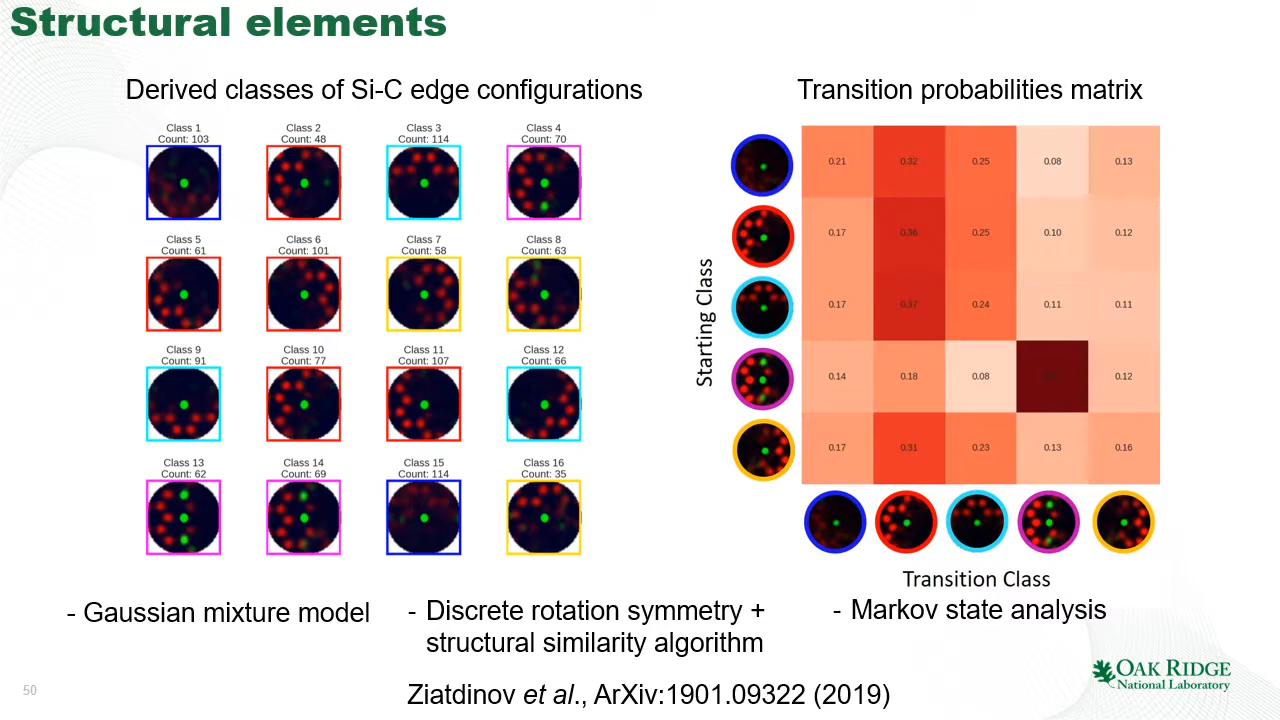 Structural elements
Derived classes of Si-C edge configurations
Transition probabilities matrix
Class 1
Count: 103
Class 2
Count: 48
Class 3
Count: 114
Class 4
Count: 70
Class 5
Count: 61
Class 6
Count: 101
Class 7
Count: 58
Class 8
Count: 63
Class 9
Count: 91
Class 10
Count: 77
Class 11
Count: 107
Class 12
Count: 66
Class 13
Count: 62
Class 14
Count: 69
Class 15
Count: 114
Class 16
Count: 35
Starting Class
0.21 0.32 0.25 0.08 0.13
0.17 0.36 0.25 0.10 0.12
0.17 0.37 0.24 0.11 0.11
0.14 0.18 0.08 0.12
0.17 0.31 0.23 0.13 0.16
Transition Class
- Gaussian mixture model
- Discrete rotation symmetry +
structural similarity algorithm
- Markov state analysis
Ziatdinov et al., ArXiv:1901.09322 (2019)
50
OAK RIDGE
National Laboratory